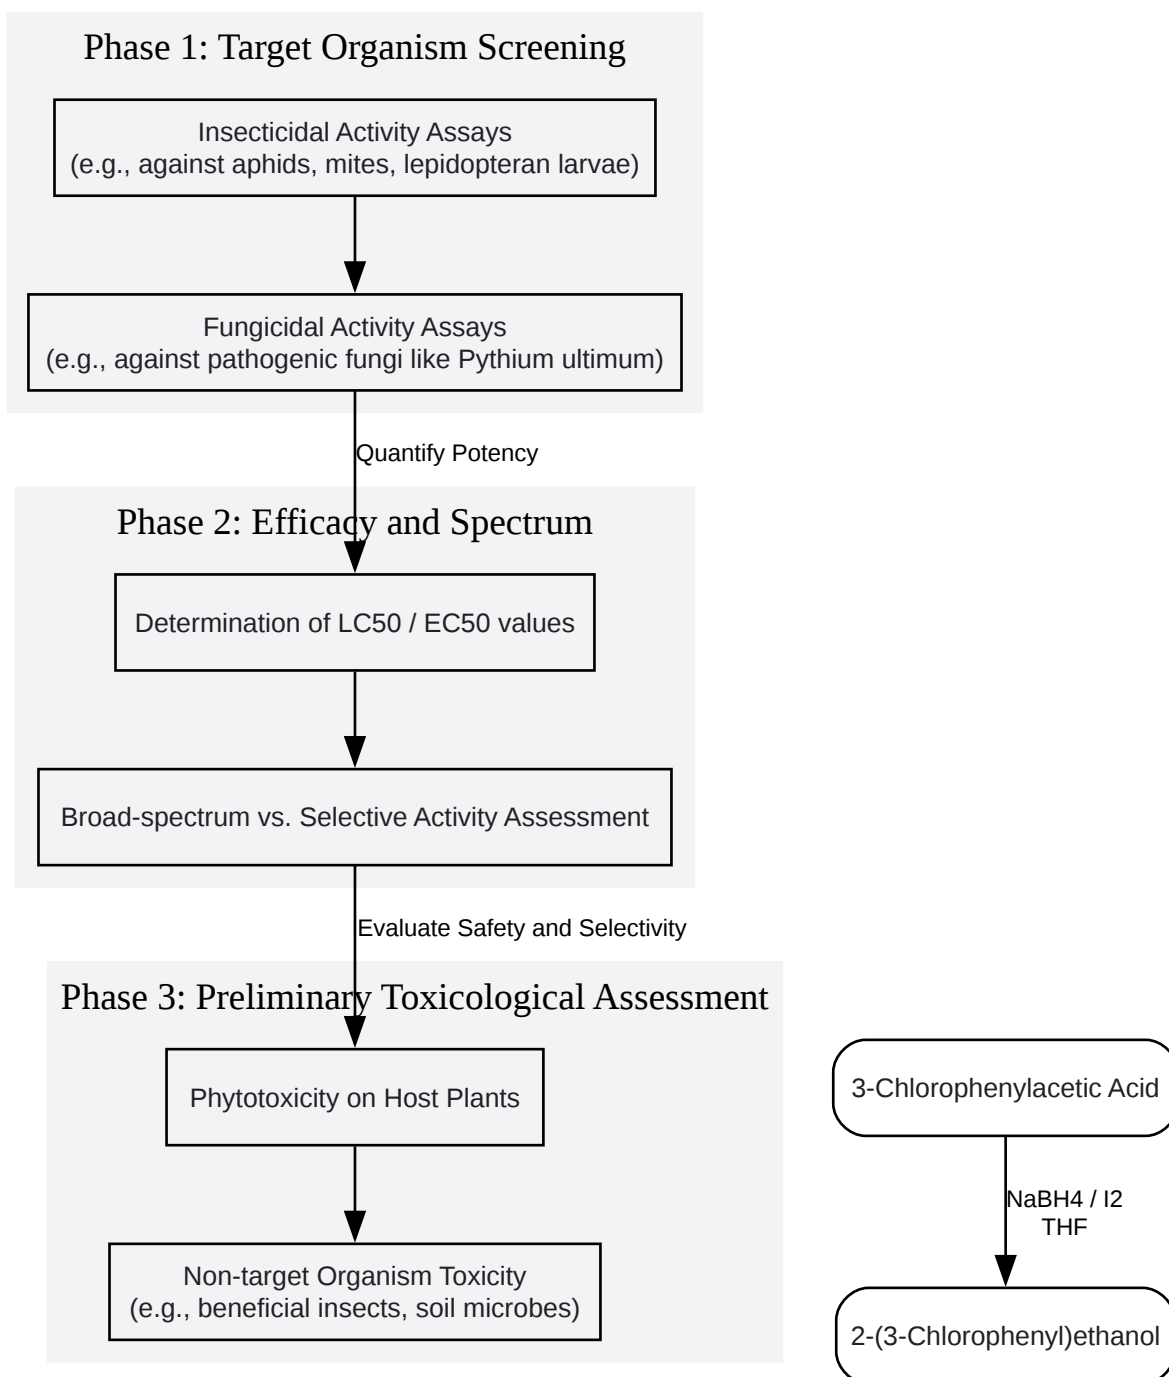 Phase 1: Target Organism Screening
Insecticidal Activity Assays
(e.g., against aphids, mites, lepidopteran larvae)
Fungicidal Activity Assays
(e.g., against pathogenic fungi like Pythium ultimum)
Quantify Potency
Phase 2: Efficacy and Spectrum
Determination of LC50 / EC50 values
Broad-spectrum vs. Selective Activity Assessment
Evaluate Safety and Selectivity
Phase 3: Preliminary Toxicological Assessment
Phytotoxicity on Host Plants
Non-target Organism Toxicity
(e.g., beneficial insects, soil microbes)
3-Chlorophenylacetic Acid
NaBH4 / I2
THF
2-(3-Chlorophenyl)ethanol